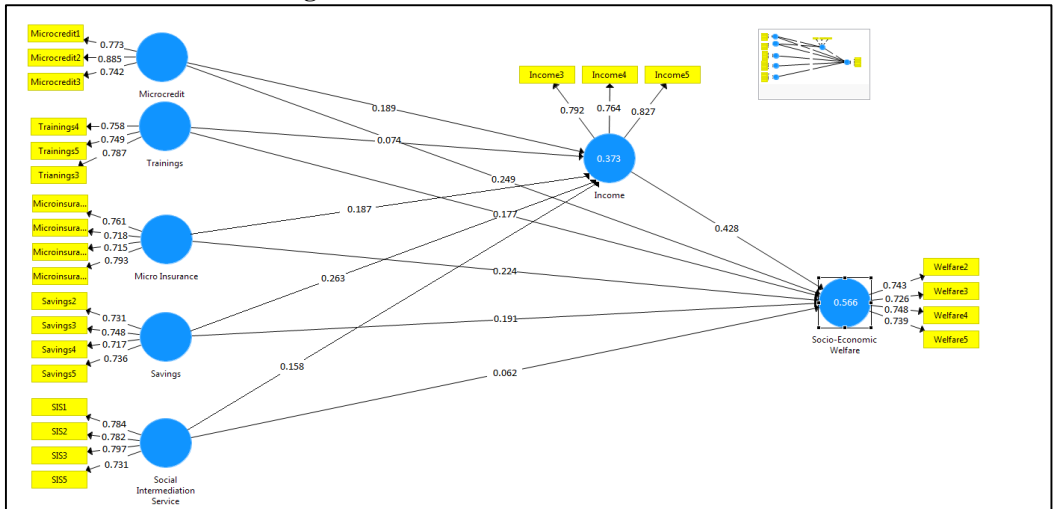 Microcredit1
Microcredit2
Microcredit3
0.773
0.885
0.742
Microcredit
Trainings4
Trainings5
Trianings3
0.758
0.749
0.787
Trainings
Microinsura...
Microinsura...
Microinsura...
Microinsura...
0.761
0.718
0.715
0.793
Micro Insurance
Savings2
Savings3
Savings4
Savings5
0.731
0.748
0.717
0.736
Savings
SIS1
SIS2
SIS3
SIS5
0.784
0.782
0.797
0.731
Social
Intermediation
Service
0.189
0.074
0.249
0.177
0.187
0.224
0.263
0.191
0.158
0.062
Income3
Income4
Income5
0.792
0.764
0.827
0.373
Income
0.428
0.566
Socio-Economic
Welfare
0.743
0.726
0.748
0.739
Welfare2
Welfare3
Welfare4
Welfare5